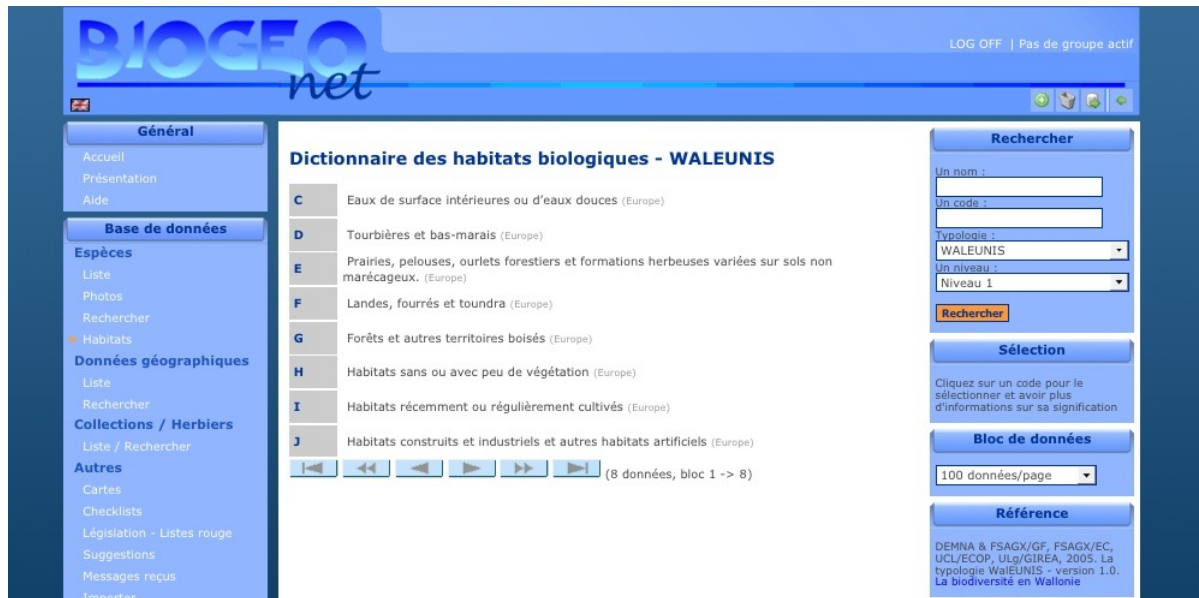 BIOGEO
net
LOG OFF | Pas de groupe actif
Général
Accueil
Présentation
Aide
Base de données
Espèces
Liste
Photos
Rechercher
Habitats
Données géographiques
Liste
Rechercher
Collections / Herbiers
Liste / Rechercher
Autres
Cartes
Checklists
Législation - Listes rouge
Suggestions
Messages reçus
Importer
Dictionnaire des habitats biologiques - WALEUNIS
C Eaux de surface intérieures ou d'eaux douces (Europe)
D Tourbières et bas-marais (Europe)
E Prairies, pelouses, ourlets forestiers et formations herbeuses variées sur sols non
marécageux. (Europe)
F Landes, fourrés et toundra (Europe)
G Forêts et autres territoires boisés (Europe)
H Habitats sans ou avec peu de végétation (Europe)
I Habitats récemment ou régulièrement cultivés (Europe)
J Habitats construits et industriels et autres habitats artificiels (Europe)
(8 données, bloc 1 -> 8)
Rechercher
Un nom :
Un code :
Typologie :
WALEUNIS
Un niveau :
Niveau 1
Rechercher
Sélection
Cliquez sur un code pour le
sélectionner et avoir plus
d'informations sur sa signification
Bloc de données
100 données/page
Référence
DEMNA & FSAGX/GF, FSAGX/EC,
UCL/ECOP, ULg/GIREA, 2005. La
typologie WalEUNIS - version 1.0.
La biodiversité en Wallonie